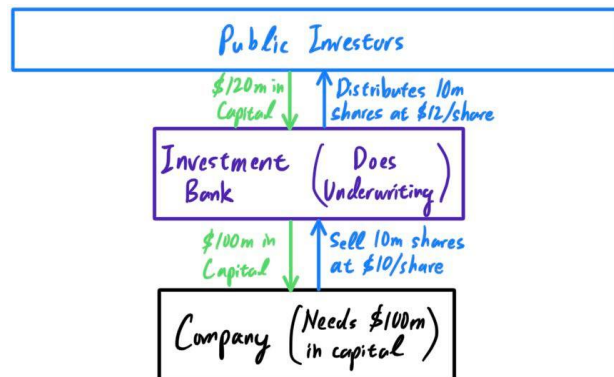 Public Investors
$120m in
Capital
Distributes 10m
shares at $12/share
Investment
Bank
(Does
Underwriting)
$100m in
Capital
Sell 10m shares
at $10/share
Company
(Needs $100m
in capital)